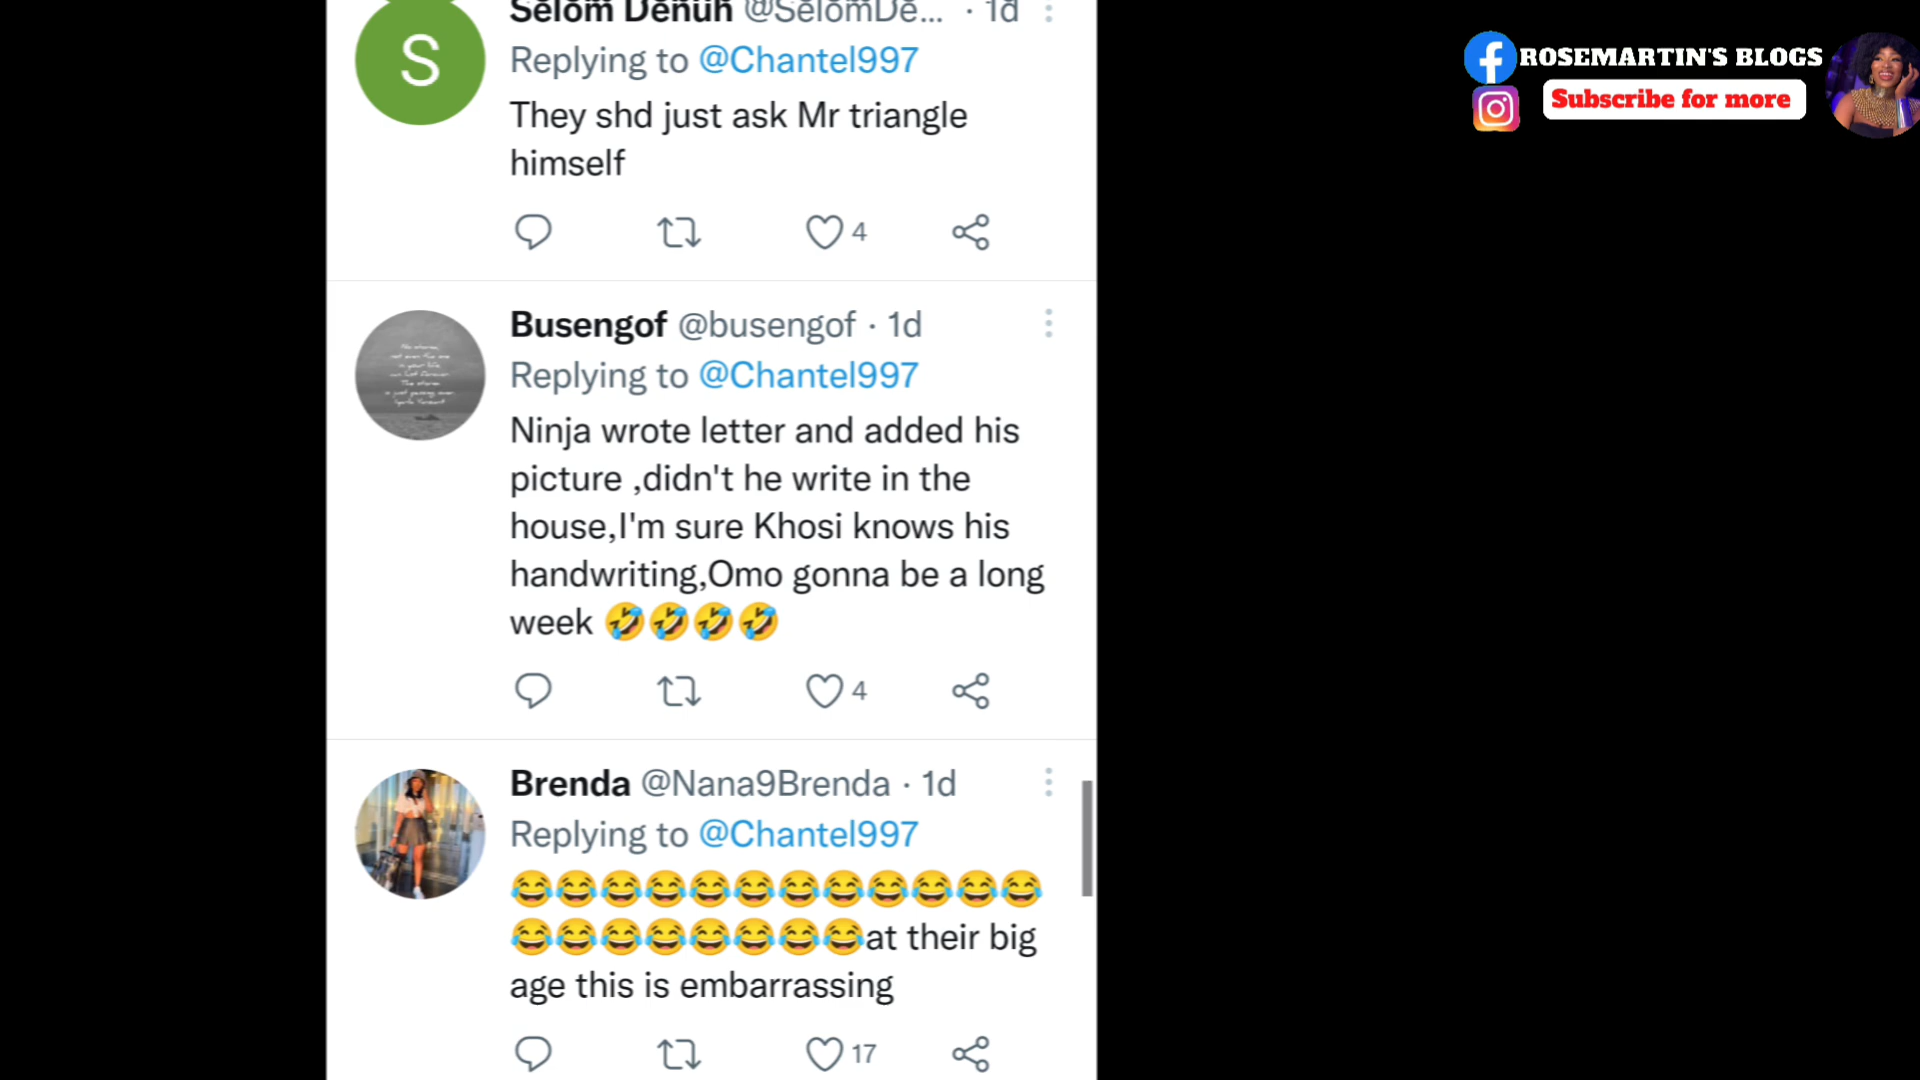 Selom Denuh @SelomDe... · 1d
Replying to @Chantel997
They shd just ask Mr triangle
himself
4
Busengof @busengof · 1d
Replying to @Chantel997
Ninja wrote letter and added his
picture ,didn't he write in the
house,I'm sure Khosi knows his
handwriting,Omo gonna be a long
week 🤣🤣🤣🤣
4
Brenda @Nana9Brenda · 1d
Replying to @Chantel997
😂😂😂😂😂😂😂😂😂😂😂😂
😂😂😂😂😂😂😂😂at their big
age this is embarrassing
17
ROSEMARTIN'S BLOGS
Subscribe for more
S